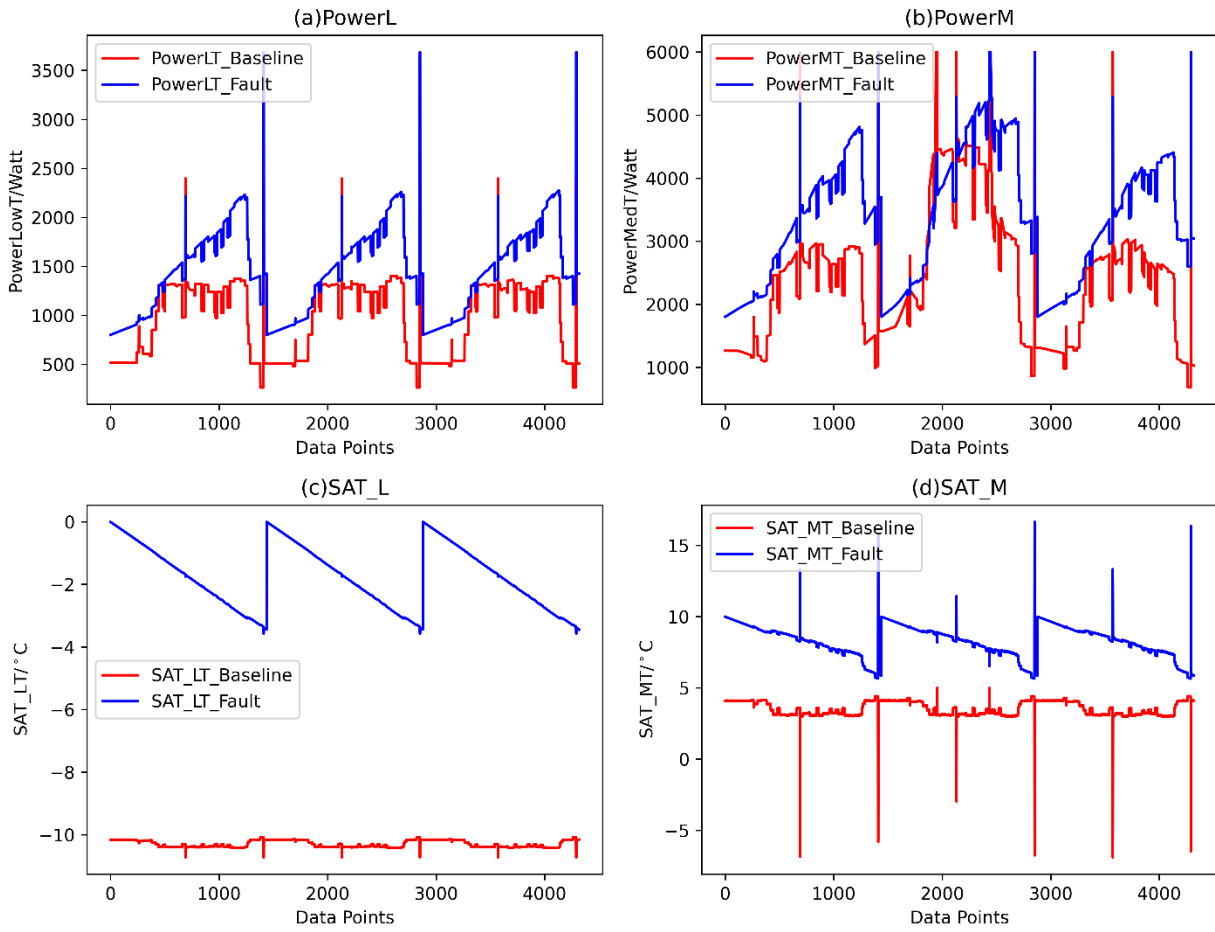 (a)PowerL
PowerLowT/Watt
3500
3000
2500
2000
1500
1000
500
PowerLT_Baseline
PowerLT_Fault
0 1000 2000 3000 4000
Data Points
(b)PowerM
PowerMedT/Watt
6000
5000
4000
3000
2000
1000
PowerMT_Baseline
PowerMT_Fault
0 1000 2000 3000 4000
Data Points
(c)SAT_L
SAT_LT/°C
0
−2
−4
−6
−8
−10
SAT_LT_Baseline
SAT_LT_Fault
0 1000 2000 3000 4000
Data Points
(d)SAT_M
SAT_MT/°C
15
10
5
0
−5
SAT_MT_Baseline
SAT_MT_Fault
0 1000 2000 3000 4000
Data Points